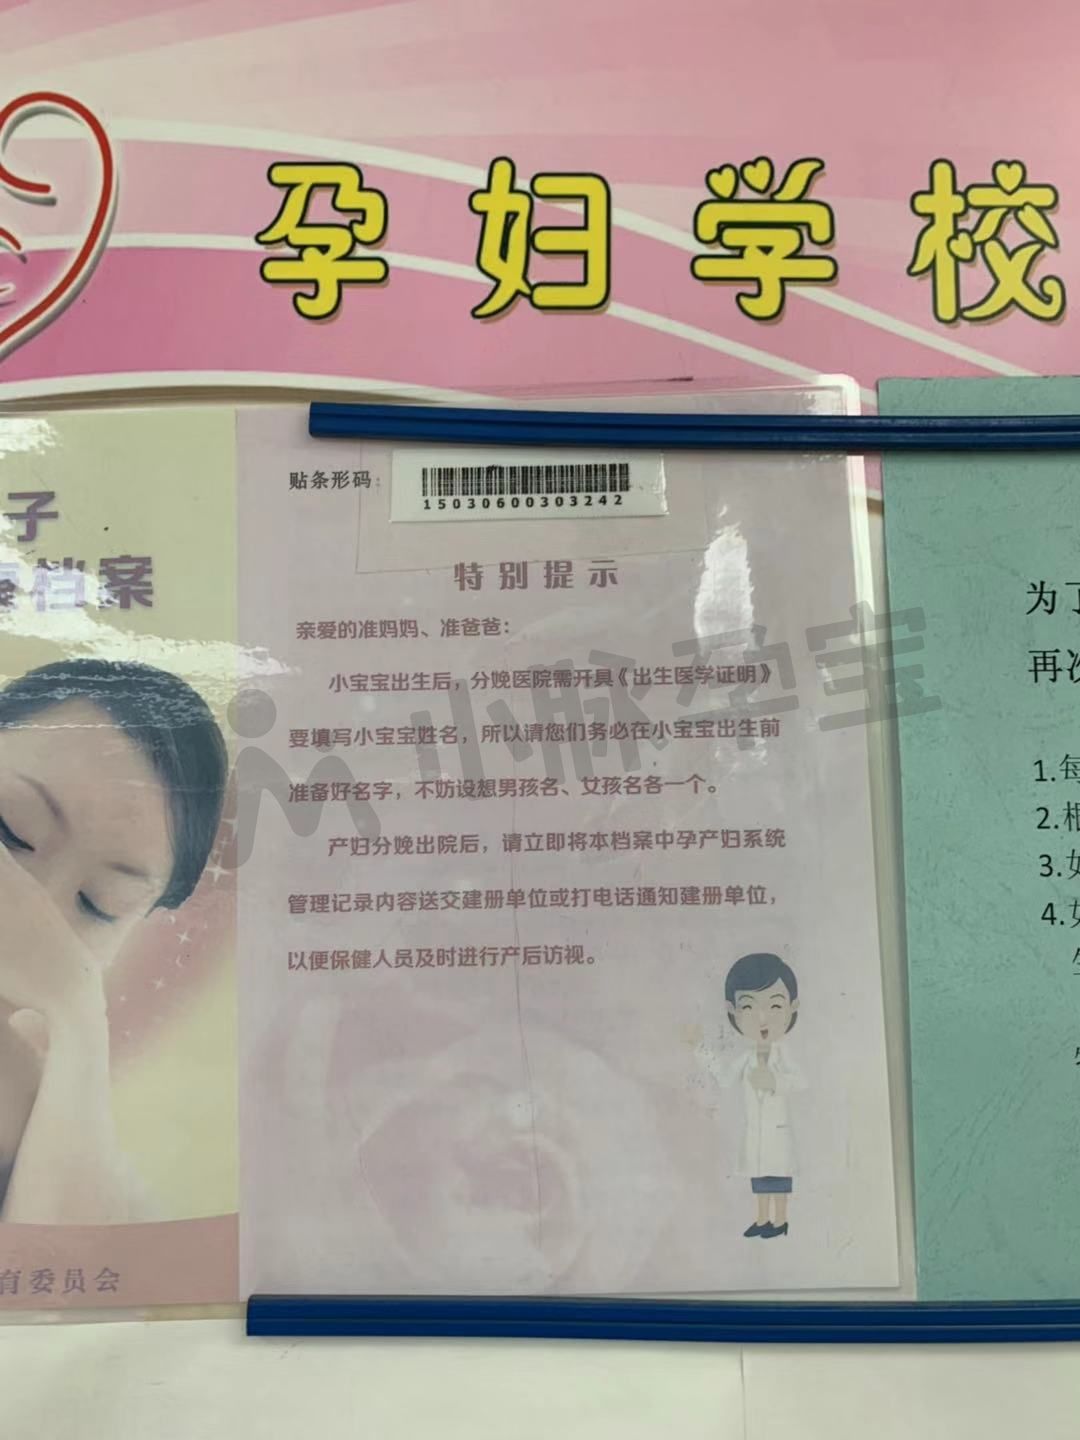 孕妇学校
贴条形码：
15030600303242
特别提示
亲爱的准妈妈、准爸爸：
小宝宝出生后，分娩医院需开具《出生医学证明》
要填写小宝宝姓名，所以请您们务必在小宝宝出生前
准备好名字，不妨设想男孩名、女孩名各一个。
产妇分娩出院后，请立即将本档案中孕产妇系统
管理记录内容送交建册单位或打电话通知建册单位，
以便保健人员及时进行产后访视。
子
档案
育委员会
为了
再次
1.每
2.
3.如
4.如
小脉孕宝